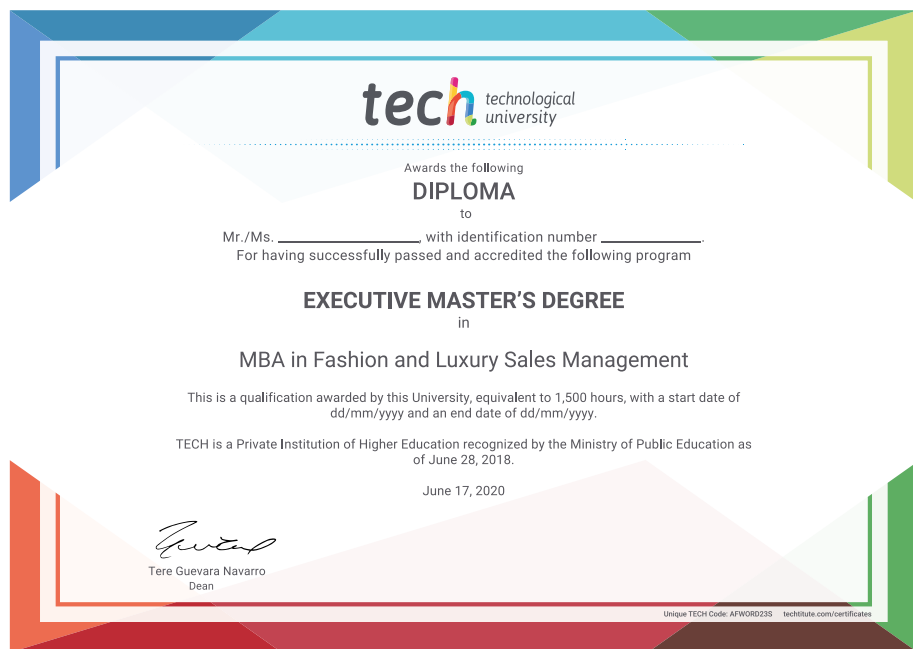 tech technological
university
Awards the following
DIPLOMA
to
Mr./Ms. ____________________, with identification number ______________.
For having successfully passed and accredited the following program
EXECUTIVE MASTER'S DEGREE
in
MBA in Fashion and Luxury Sales Management
This is a qualification awarded by this University, equivalent to 1,500 hours, with a start date of
dd/mm/yyyy and an end date of dd/mm/yyyy.
TECH is a Private Institution of Higher Education recognized by the Ministry of Public Education as
of June 28, 2018.
June 17, 2020
Tere Guevara Navarro
Dean
Unique TECH Code: AFWORD23S techtitute.com/certificates